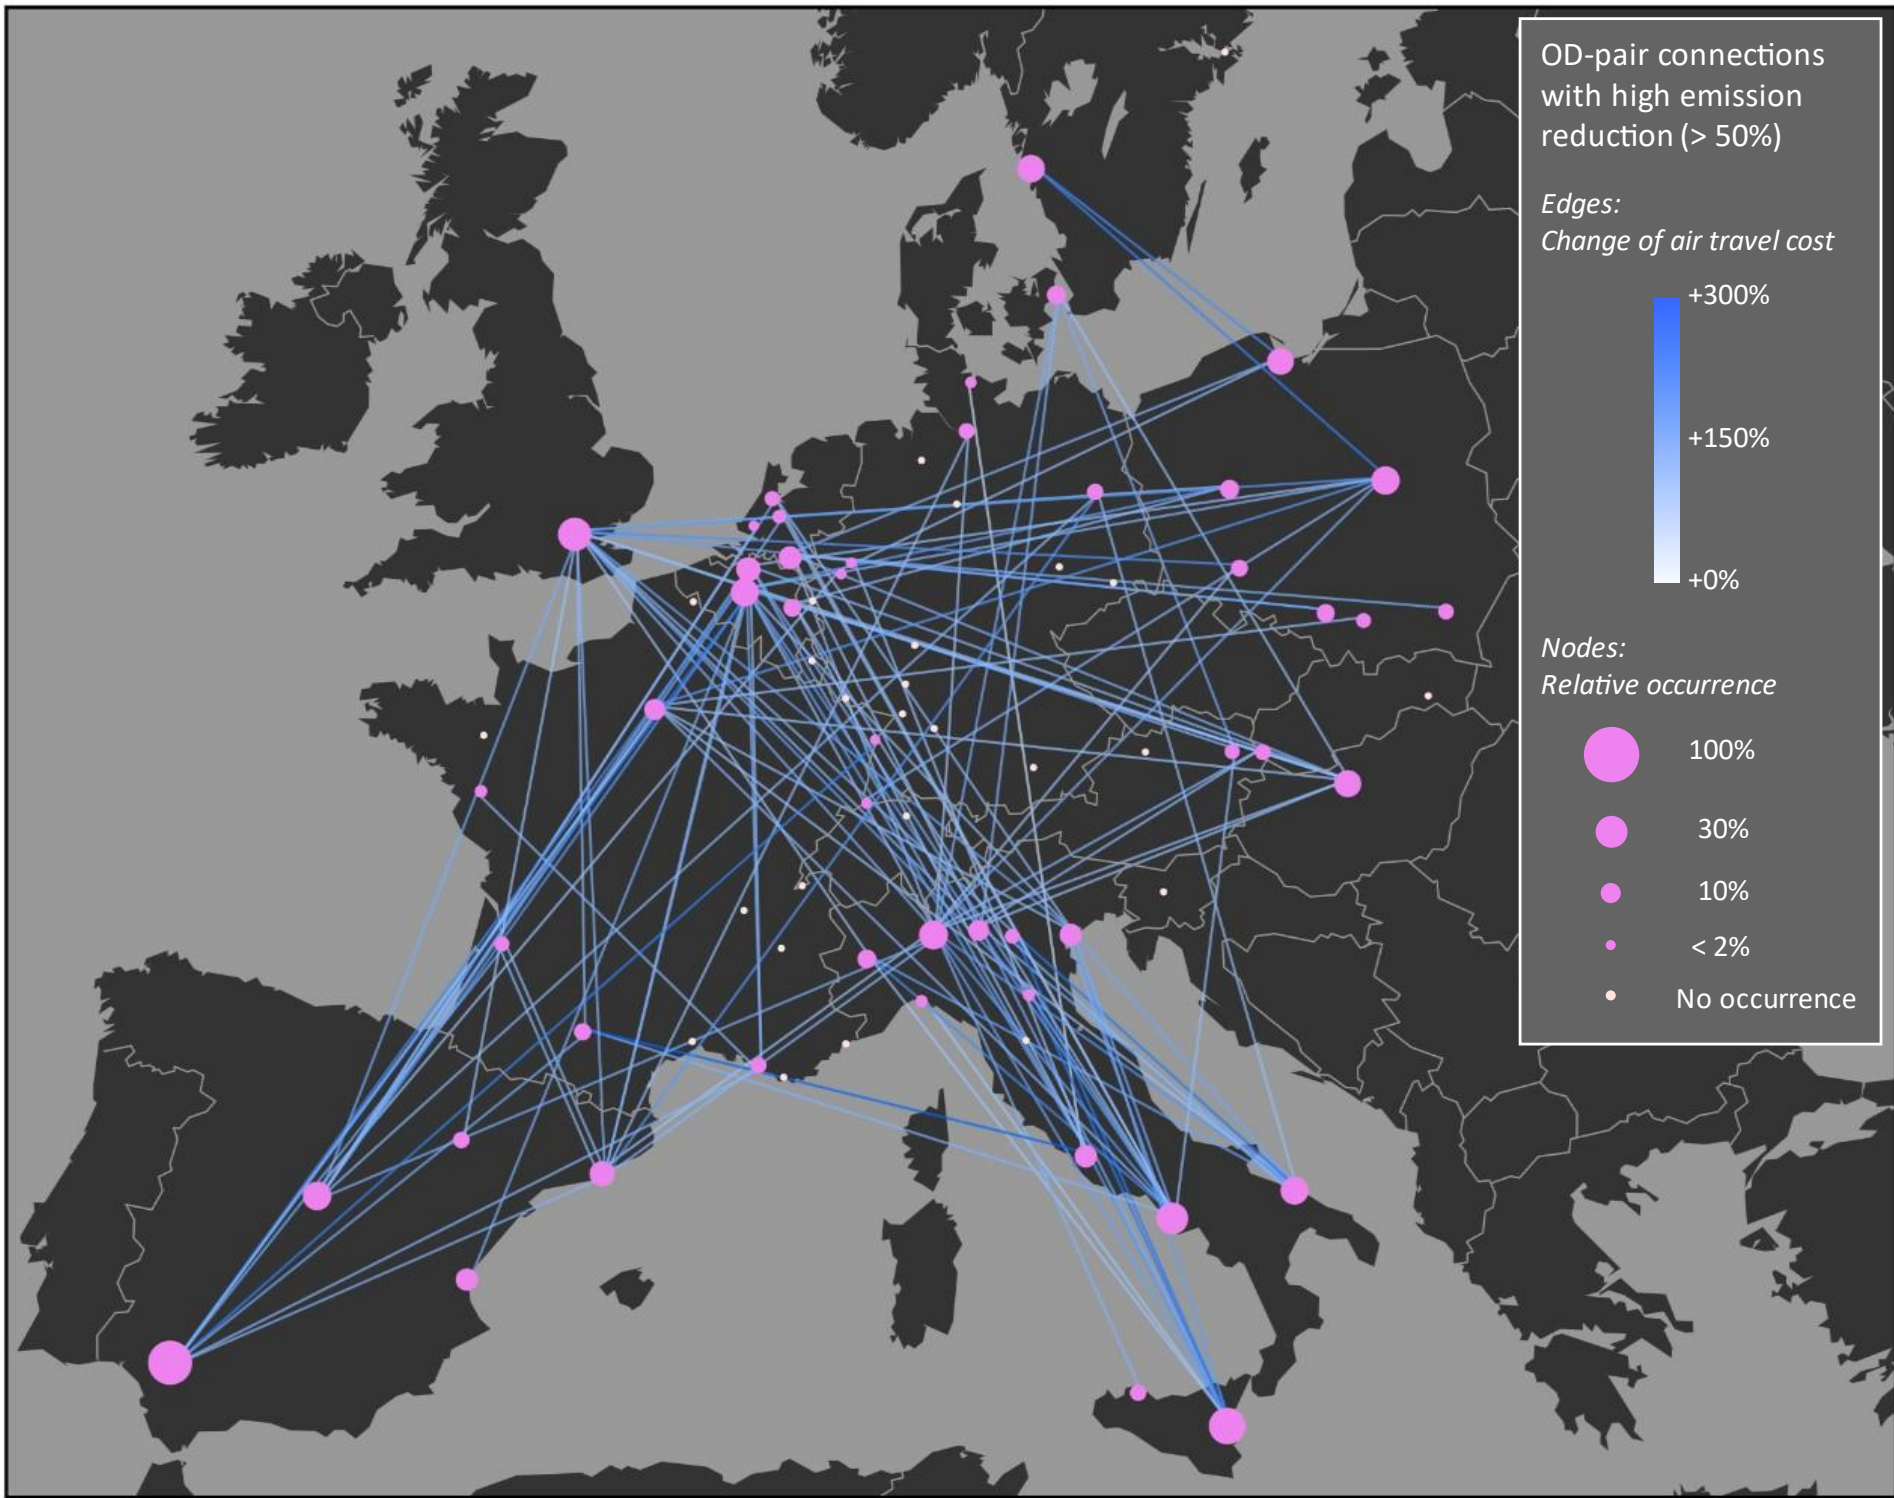 OD-pair connections
with high emission
reduction (> 50%)
Edges:
Change of air travel cost
+300%
+150%
+0%
Nodes:
Relative occurrence
100%
30%
10%
< 2%
No occurrence